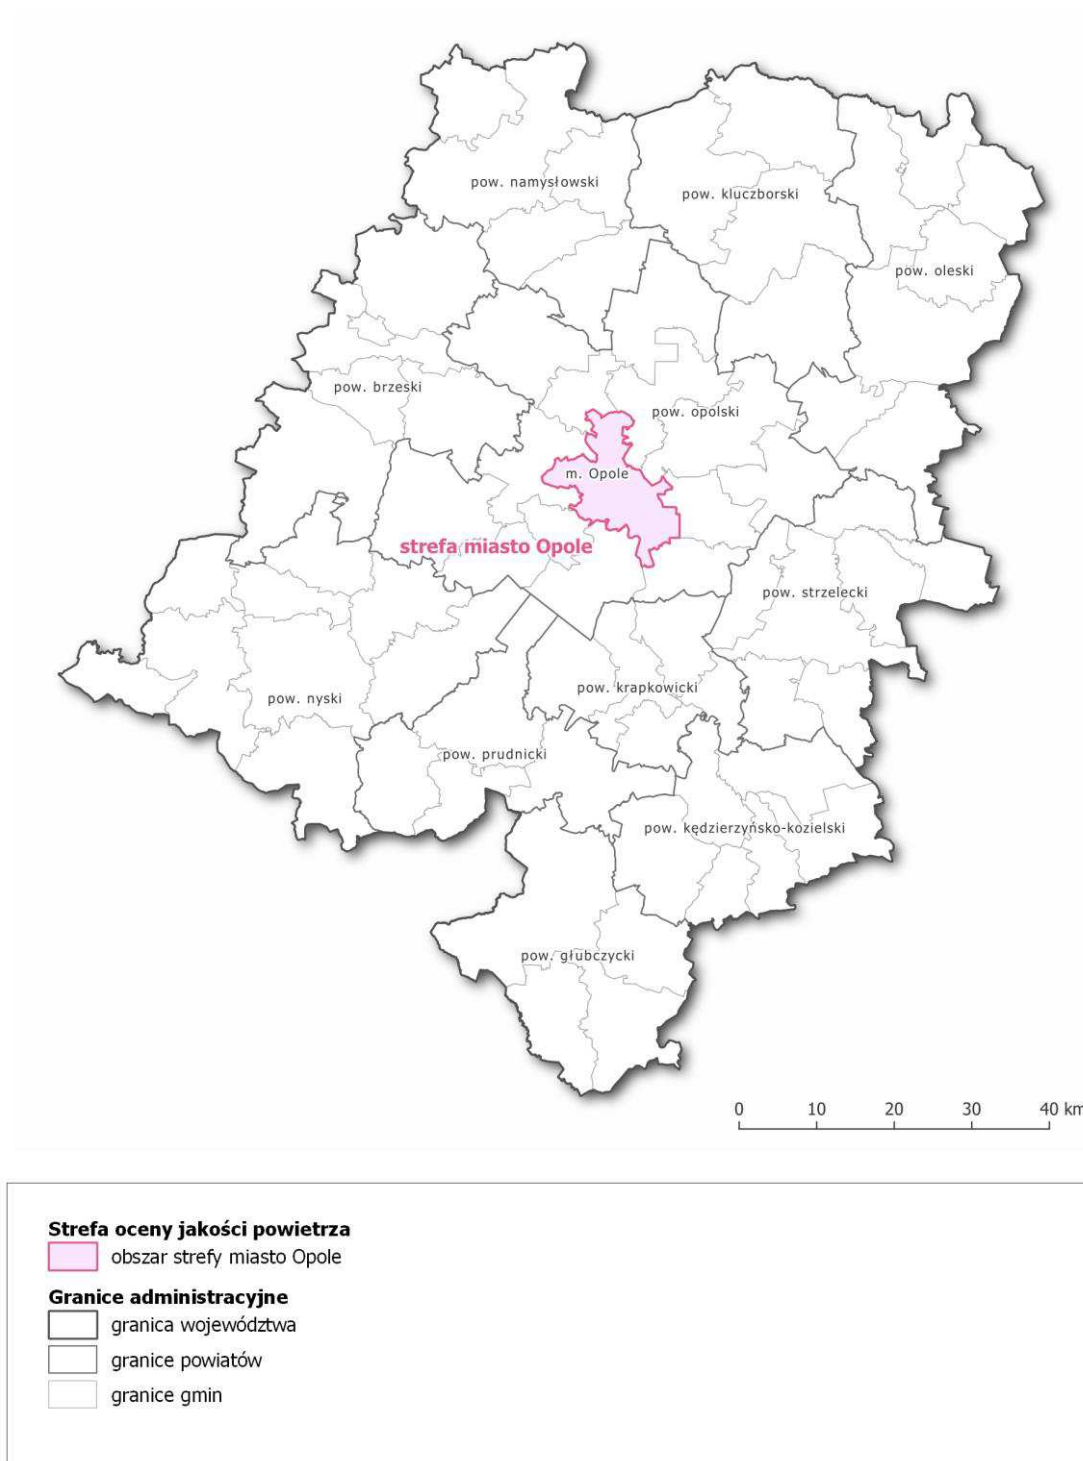 pow. namysłowski
pow. kluczborski
pow. oleski
pow. brzeski
pow. opolski
m. Opole
strefa miasto Opole
pow. strzelecki
pow. krapkowicki
pow. nyski
pow. prudnicki
pow. kędzierzyńsko-kozielski
pow. głubczycki
0 10 20 30 40 km
Strefa oceny jakości powietrza
obszar strefy miasto Opole
Granice administracyjne
granica województwa
granice powiatów
granice gmin